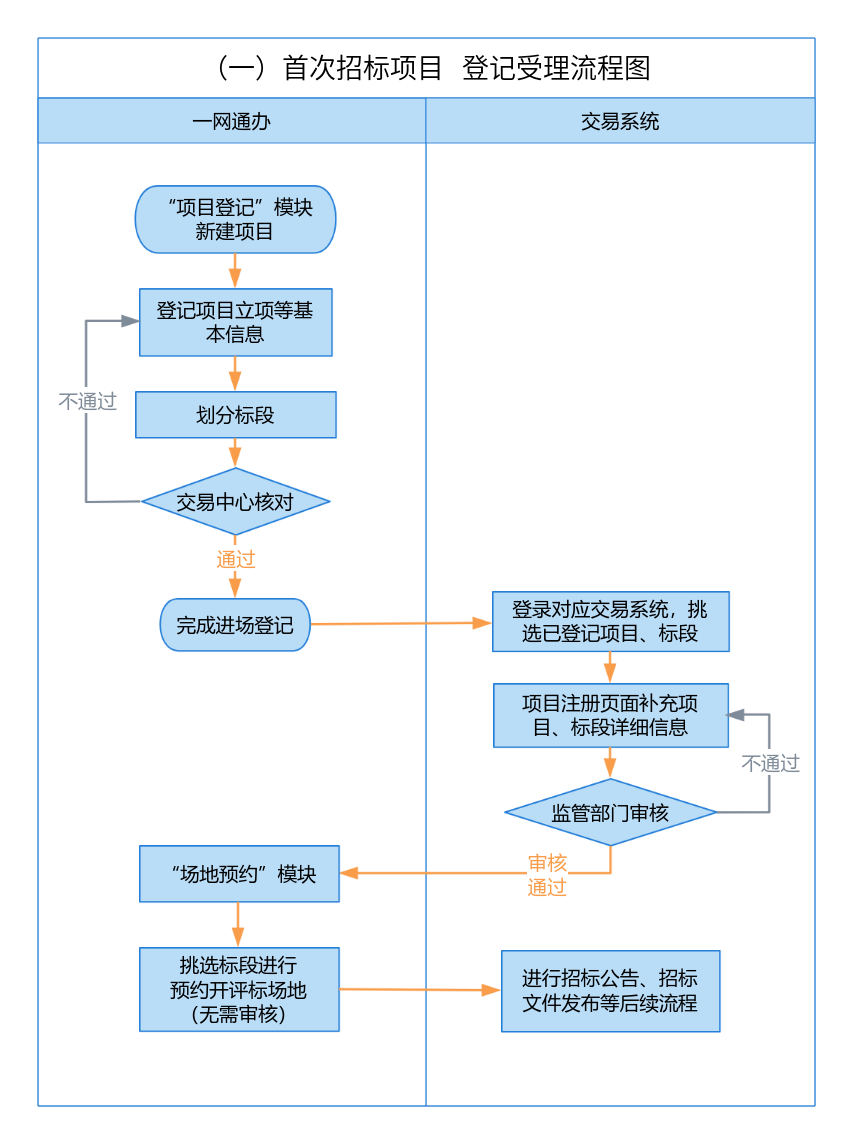 （一）首次招标项目 登记受理流程图
一网通办
交易系统
“项目登记”模块
新建项目
登记项目立项等基
本信息
不通过
划分标段
交易中心核对
通过
完成进场登记
登录对应交易系统，挑
选已登记项目、标段
项目注册页面补充项
目、标段详细信息
不通过
监管部门审核
审核
通过
“场地预约”模块
挑选标段进行
预约开评标场地
（无需审核）
进行招标公告、招标
文件发布等后续流程